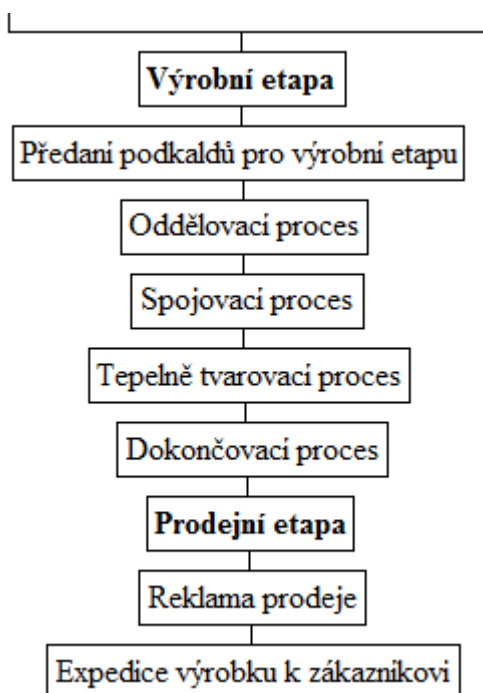 Výrobní etapa
Předaní podkaldů pro výrobní etapu
Oddělovací proces
Spojovací proces
Tepelně tvarovací proces
Dokončovací proces
Prodejní etapa
Reklama prodeje
Expedice výrobku k zákazníkovi